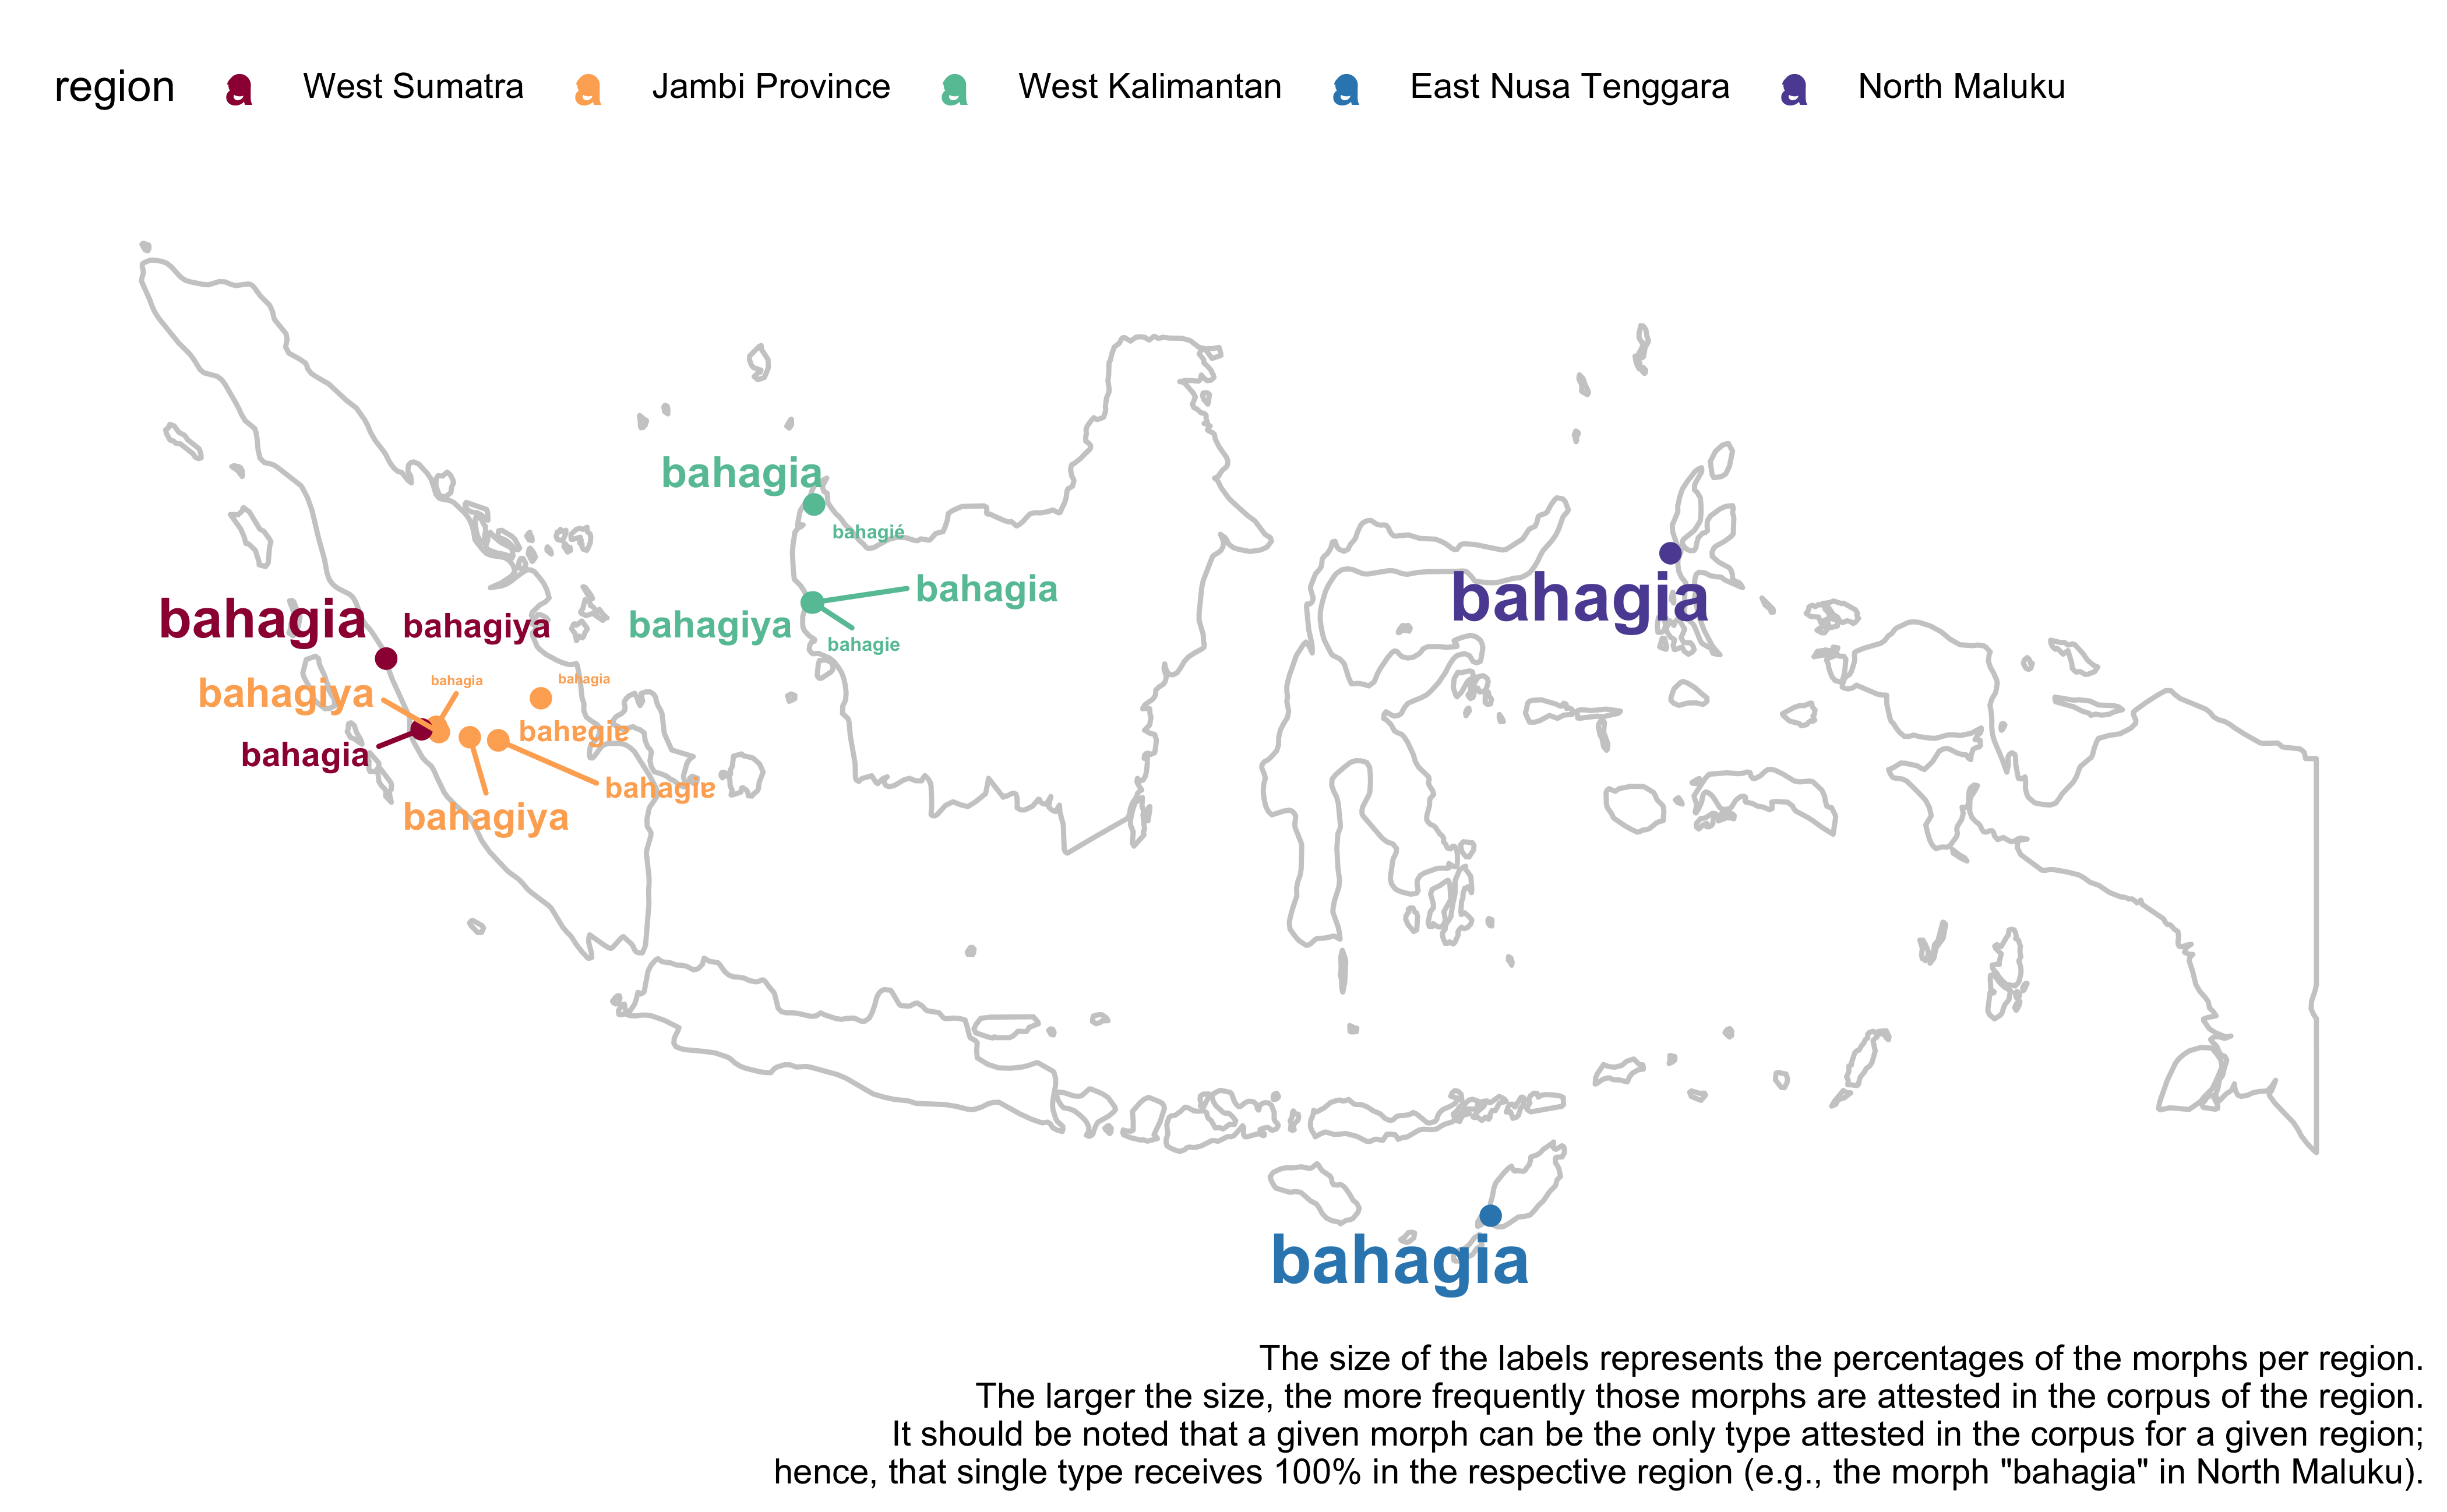 region West Sumatra Jambi Province West Kalimantan East Nusa Tenggara North Maluku
bahagia
bahagié
bahagia
bahagia
bahagia
bahagiya
bahagiya
bahagie
bahagiya
bahagia
bahagia
bahɐgiɐ
bahagia
bahagiɐ
bahagiya
bahagia
The size of the labels represents the percentages of the morphs per region.
The larger the size, the more frequently those morphs are attested in the corpus of the region.
It should be noted that a given morph can be the only type attested in the corpus for a given region;
hence, that single type receives 100% in the respective region (e.g., the morph "bahagia" in North Maluku).